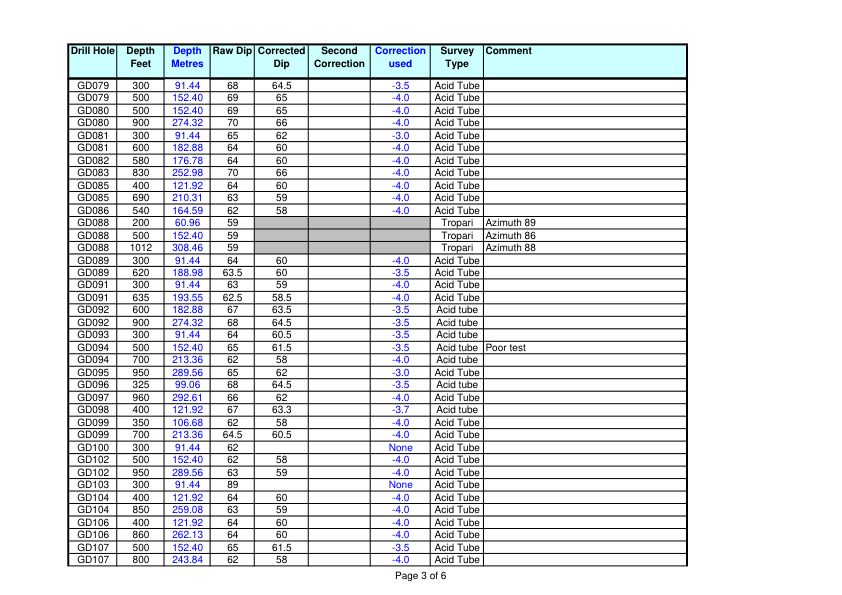 Drill Hole Depth Feet Depth Metres Raw Dip Corrected Dip Second Correction Correction used Survey Type Comment
GD079 300 91.44 68 64.5 -3.5 Acid Tube
GD079 500 152.40 69 65 -4.0 Acid Tube
GD080 500 152.40 69 65 -4.0 Acid Tube
GD080 900 274.32 70 66 -4.0 Acid Tube
GD081 300 91.44 65 62 -3.0 Acid Tube
GD081 600 182.88 64 60 -4.0 Acid Tube
GD082 580 176.78 64 60 -4.0 Acid Tube
GD083 830 252.98 70 66 -4.0 Acid Tube
GD085 400 121.92 64 60 -4.0 Acid Tube
GD085 690 210.31 63 59 -4.0 Acid Tube
GD086 540 164.59 62 58 -4.0 Acid Tube
GD088 200 60.96 59 Tropari Azimuth 89
GD088 500 152.40 59 Tropari Azimuth 86
GD088 1012 308.46 59 Tropari Azimuth 88
GD089 300 91.44 64 60 -4.0 Acid Tube
GD089 620 188.98 63.5 60 -3.5 Acid Tube
GD091 300 91.44 63 59 -4.0 Acid Tube
GD091 635 193.55 62.5 58.5 -4.0 Acid Tube
GD092 600 182.88 67 63.5 -3.5 Acid tube
GD092 900 274.32 68 64.5 -3.5 Acid tube
GD093 300 91.44 64 60.5 -3.5 Acid tube
GD094 500 152.40 65 61.5 -3.5 Acid tube Poor test
GD094 700 213.36 62 58 -4.0 Acid tube
GD095 950 289.56 65 62 -3.0 Acid Tube
GD096 325 99.06 68 64.5 -3.5 Acid tube
GD097 960 292.61 66 62 -4.0 Acid Tube
GD098 400 121.92 67 63.3 -3.7 Acid tube
GD099 350 106.68 62 58 -4.0 Acid Tube
GD099 700 213.36 64.5 60.5 -4.0 Acid Tube
GD100 300 91.44 62 None Acid Tube
GD102 500 152.40 62 58 -4.0 Acid Tube
GD102 950 289.56 63 59 -4.0 Acid Tube
GD103 300 91.44 89 None Acid Tube
GD104 400 121.92 64 60 -4.0 Acid Tube
GD104 850 259.08 63 59 -4.0 Acid Tube
GD106 400 121.92 64 60 -4.0 Acid Tube
GD106 860 262.13 64 60 -4.0 Acid Tube
GD107 500 152.40 65 61.5 -3.5 Acid Tube
GD107 800 243.84 62 58 -4.0 Acid Tube
Page 3 of 6